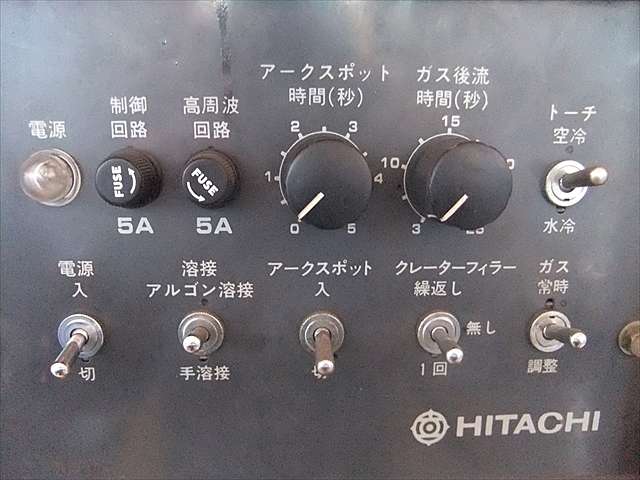 アークスポット
時間(秒)
ガス後流
時間(秒)
制御
回路
高周波
回路
電源
トーチ
空冷
FUSE
FUSE
5A
5A
0
1
2
3
4
5
3
10
15
水冷
電源
入
切
溶接
アルゴン溶接
手溶接
アークスポット
入
クレーターフィラー
繰返し
無し
1回
ガス
常時
調整
HITACHI